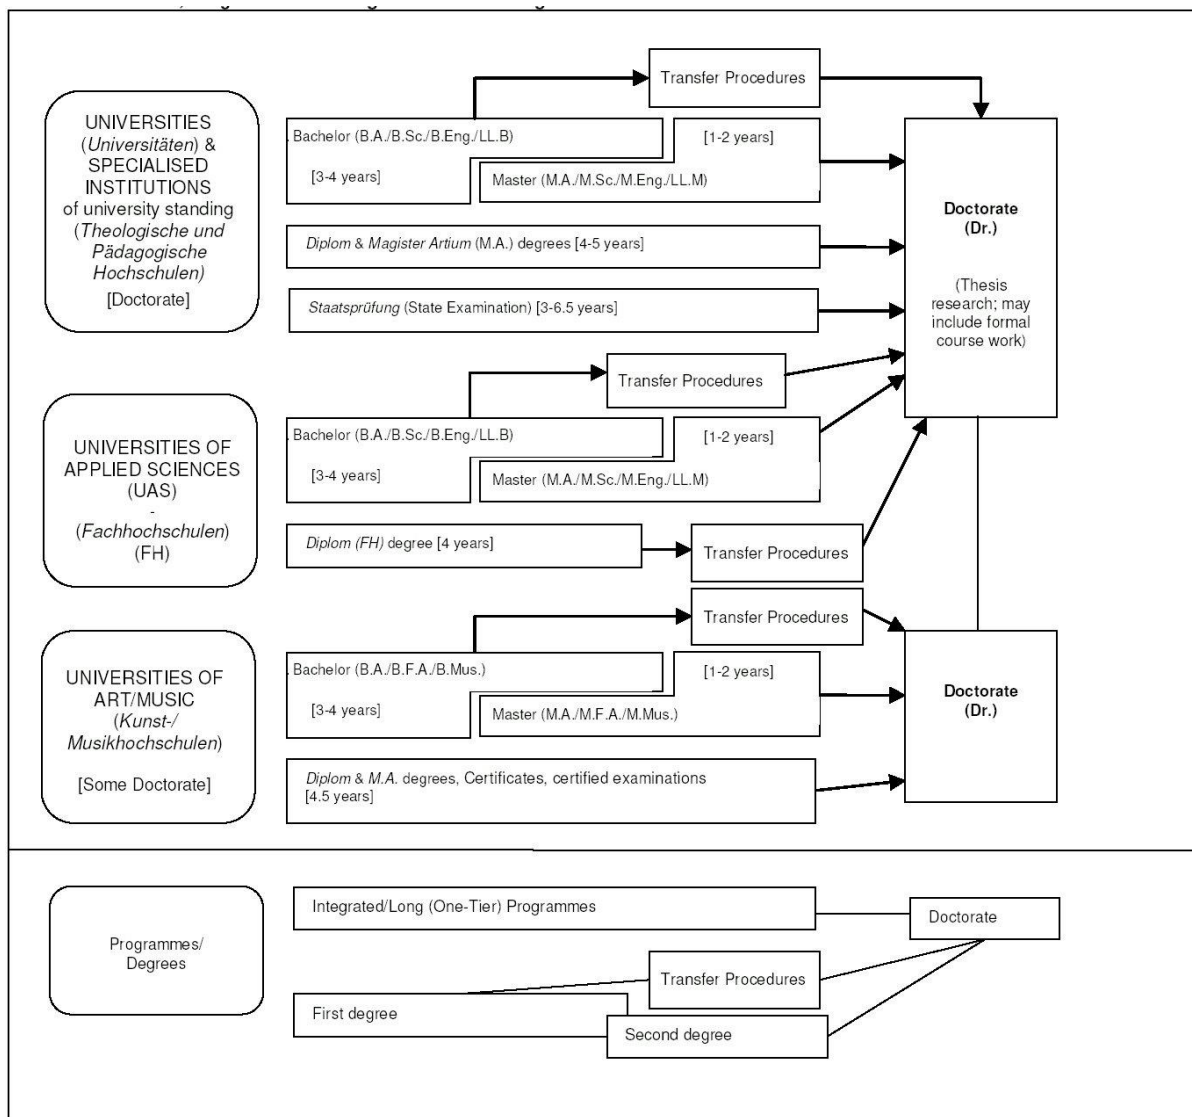 Transfer Procedures
UNIVERSITIES
(Universitäten) &
SPECIALISED
INSTITUTIONS
of university standing
(Theologische und
Pädagogische
Hochschulen)
[Doctorate]
. Bachelor (B.A./B.Sc./B.Eng./LL.B)
[3-4 years]
[1-2 years]
Master (M.A./M.Sc./M.Eng./LL.M)
Diplom & Magister Artium (M.A.) degrees [4-5 years]
Staatsprüfung (State Examination) [3-6.5 years]
Doctorate
(Dr.)
(Thesis
research; may
include formal
course work)
Transfer Procedures
UNIVERSITIES OF
APPLIED SCIENCES
(UAS)
-
(Fachhochschulen)
(FH)
. Bachelor (B.A./B.Sc./B.Eng./LL.B)
[3-4 years]
[1-2 years]
Master (M.A./M.Sc./M.Eng./LL.M)
Diplom (FH) degree [4 years]
Transfer Procedures
Transfer Procedures
UNIVERSITIES OF
ART/MUSIC
(Kunst-/
Musikhochschulen)
[Some Doctorate]
. Bachelor (B.A./B.F.A./B.Mus.)
[3-4 years]
[1-2 years]
Master (M.A./M.F.A./M.Mus.)
Diplom & M.A. degrees, Certificates, certified examinations
[4.5 years]
Doctorate
(Dr.)
Programmes/
Degrees
Integrated/Long (One-Tier) Programmes
Doctorate
Transfer Procedures
First degree
Second degree